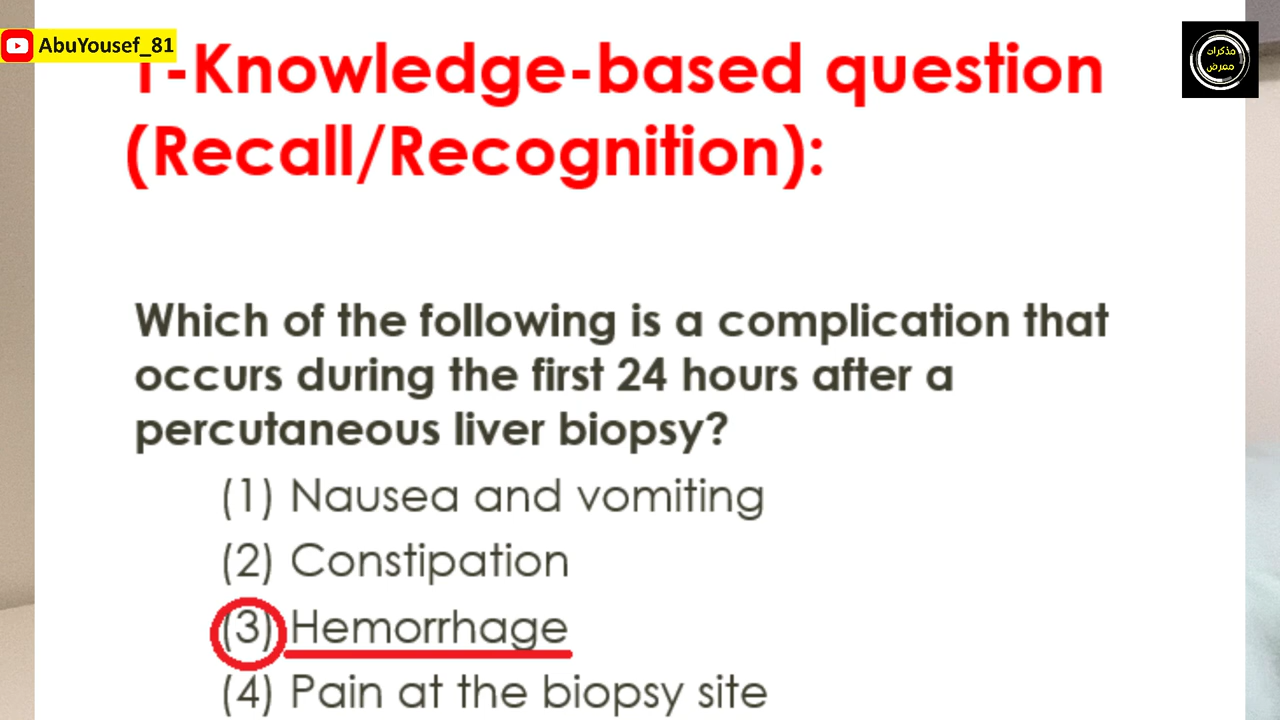 AbuYousef_81
مذكرات
ممرض
1-Knowledge-based question
(Recall/Recognition):
Which of the following is a complication that
occurs during the first 24 hours after a
percutaneous liver biopsy?
(1) Nausea and vomiting
(2) Constipation
(3) Hemorrhage
(4) Pain at the biopsy site